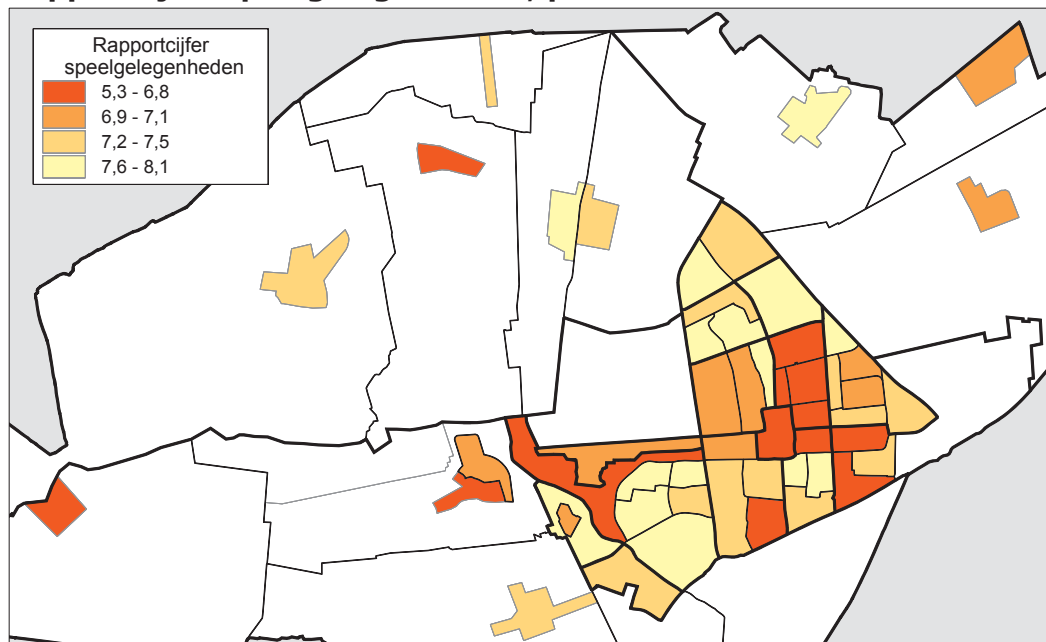 Rapportcijfer
speelgelegenheden
5,3 - 6,8
6,9 - 7,1
7,2 - 7,5
7,6 - 8,1